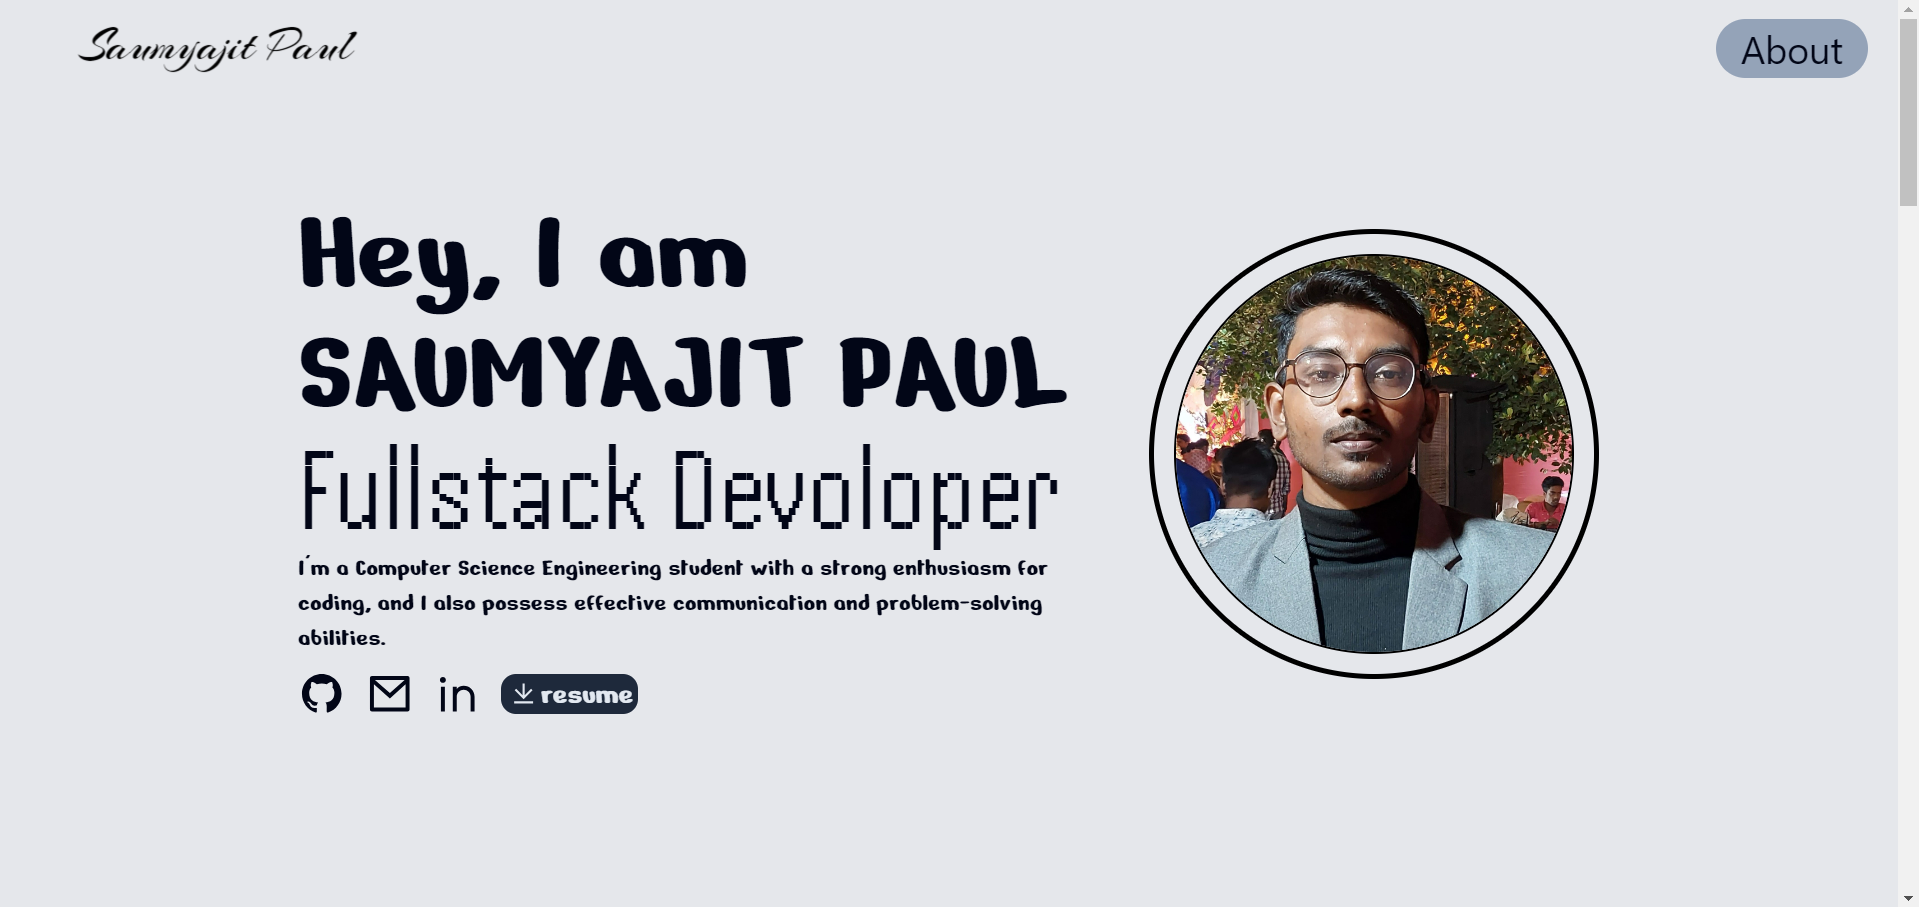 Saumyajit Paul
About
Hey, I am
SAUMYAJIT PAUL
Fullstack Devoloper
I'm a Computer Science Engineering student with a strong enthusiasm for
coding, and I also possess effective communication and problem-solving
abilities.
in resume